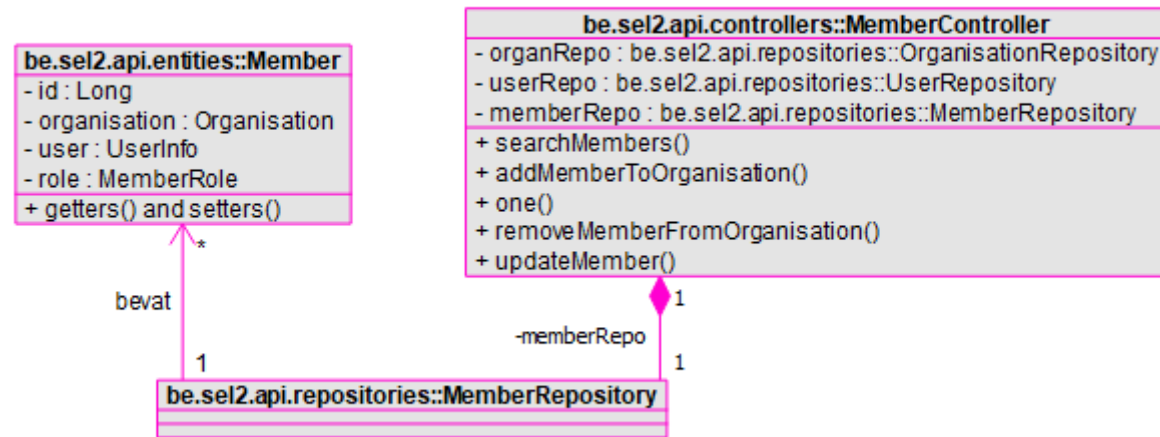 be.sel2.api.entities::Member
- id : Long
- organisation : Organisation
- user : UserInfo
- role : MemberRole
+ getters() and setters()
be.sel2.api.controllers::MemberController
- organRepo : be.sel2.api.repositories::OrganisationRepository
- userRepo : be.sel2.api.repositories::UserRepository
- memberRepo : be.sel2.api.repositories::MemberRepository
+ searchMembers()
+ addMemberToOrganisation()
+ one()
+ removeMemberFromOrganisation()
+ updateMember()
*
bevat
1
1
-memberRepo
1
be.sel2.api.repositories::MemberRepository